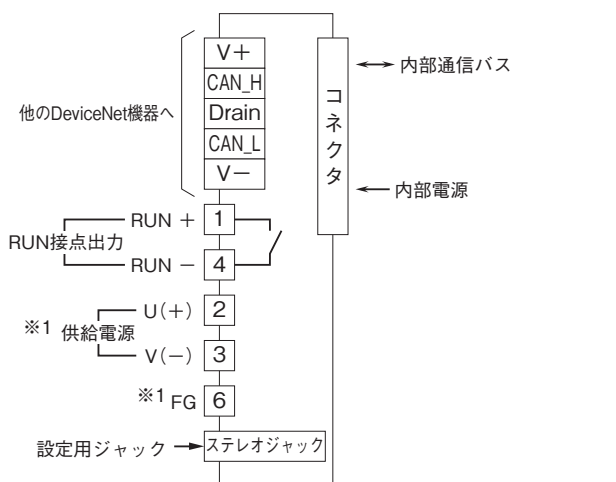 V+
CAN_H
他のDeviceNet機器へ
Drain
CAN_L
V−
コネクタ
内部通信バス
内部電源
RUN + 1
RUN接点出力
RUN − 4
U(+) 2
※1 供給電源
V(−) 3
※1 FG 6
設定用ジャック ステレオジャック